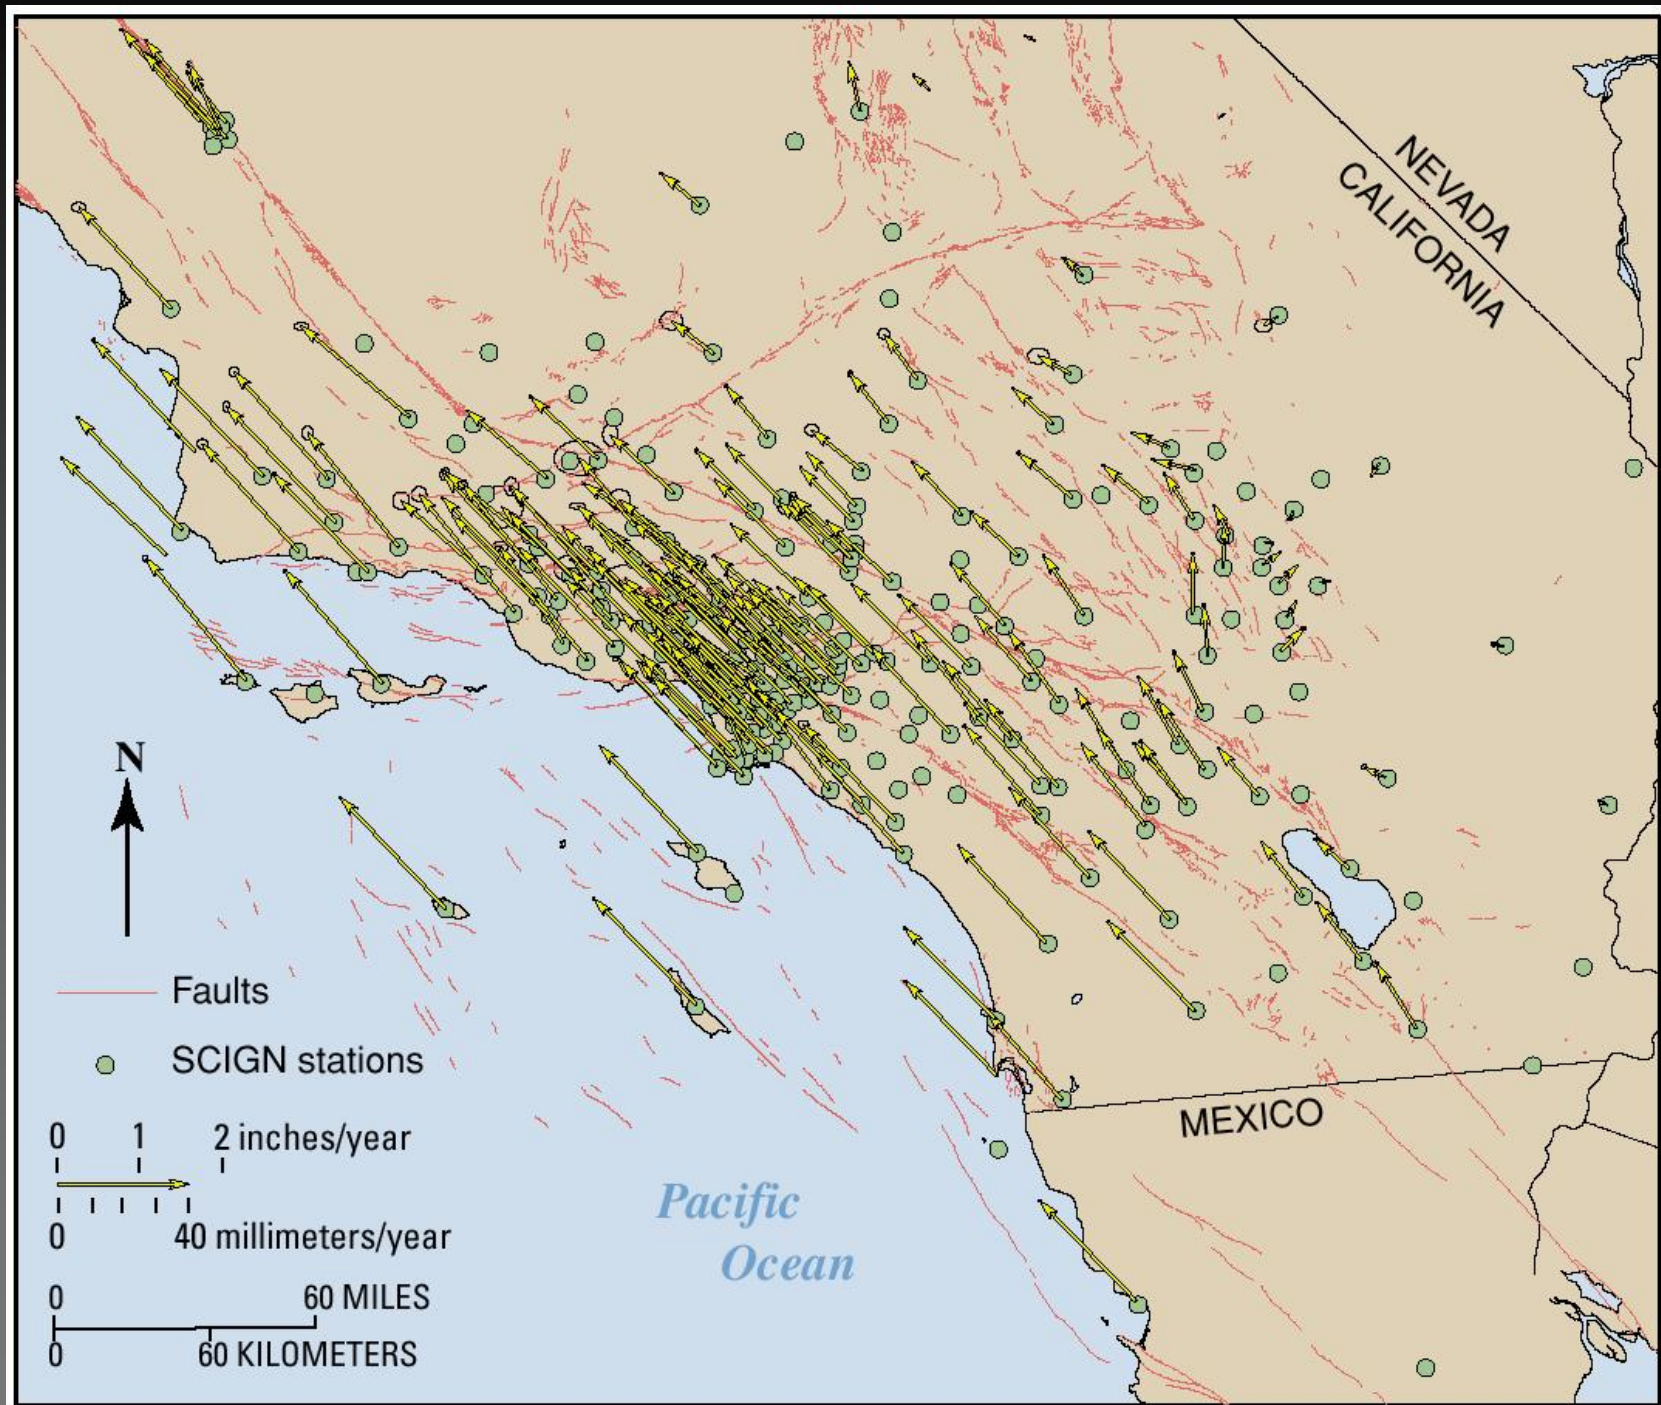 NEVADA
CALIFORNIA
N
Faults
SCIGN stations
0 1 2 inches/year
0 40 millimeters/year
0 60 MILES
0 60 KILOMETERS
MEXICO
Pacific
Ocean